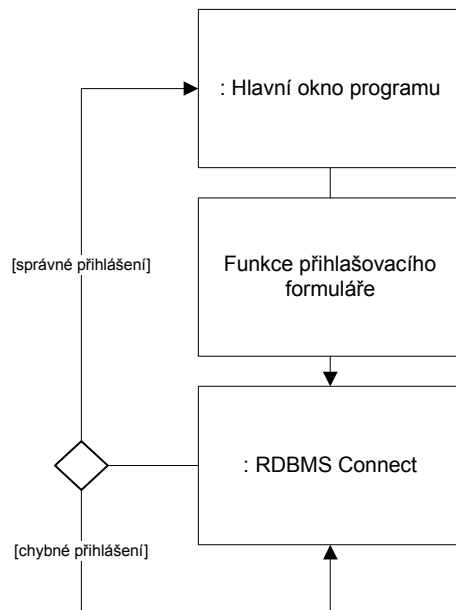 : Hlavní okno programu
[správné přihlášení]
Funkce přihlašovacího
formuláře
: RDBMS Connect
[chybné přihlášení]